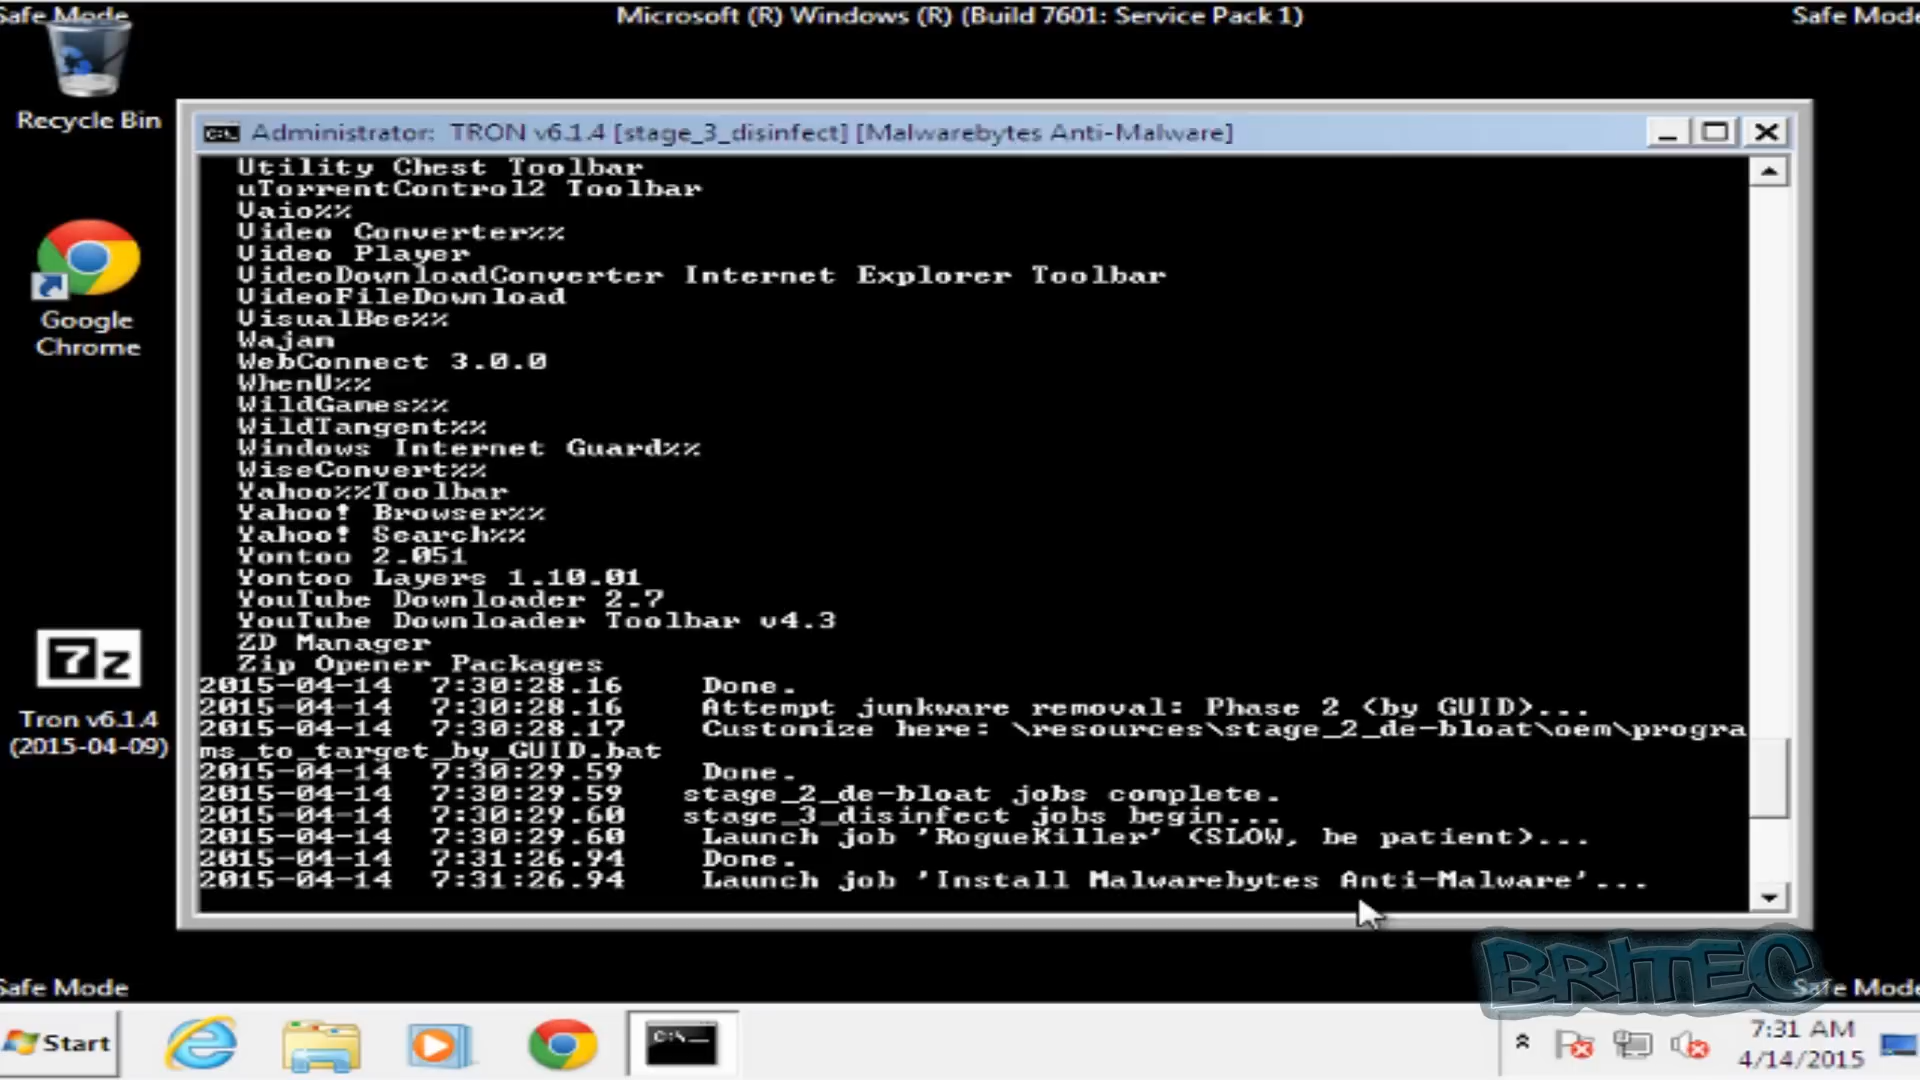 Safe Mode
Microsoft (R) Windows (R) (Build 7601: Service Pack 1)
Safe Mode
Recycle Bin
Google
Chrome
7z
Tron v6.1.4
(2015-04-09)
Administrator: TRON v6.1.4 [stage_3_disinfect] [Malwarebytes Anti-Malware]
Utility Chest Toolbar
uTorrentControl2 Toolbar
Vaio%%
Video Converter%%
Video Player
VideoDownloadConverter Internet Explorer Toolbar
VideoFileDownload
VisualBee%%
Wajam
WebConnect 3.0.0
WhenU%%
WildGames%%
WildTangent%%
Windows Internet Guard%%
WiseConvert%%
Yahoo%%Toolbar
Yahoo! Browser%%
Yahoo! Search%%
Yontoo 2.051
Yontoo Layers 1.10.01
YouTube Downloader 2.7
YouTube Downloader Toolbar v4.3
ZD Manager
Zip Opener Packages
2015-04-14 7:30:28.16 Done.
2015-04-14 7:30:28.16 Attempt junkware removal: Phase 2 (by GUID)...
2015-04-14 7:30:28.17 Customize here: \resources\stage_2_de-bloat\oem\progra
ms_to_target_by_GUID.bat
2015-04-14 7:30:29.59 Done.
2015-04-14 7:30:29.59 stage_2_de-bloat jobs complete.
2015-04-14 7:30:29.60 stage_3_disinfect jobs begin...
2015-04-14 7:30:29.60 Launch job 'RogueKiller' (SLOW, be patient)...
2015-04-14 7:31:26.94 Done.
2015-04-14 7:31:26.94 Launch job 'Install Malwarebytes Anti-Malware'...
BRITEC
Safe Mode
Safe Mode
Start
7:31 AM
4/14/2015